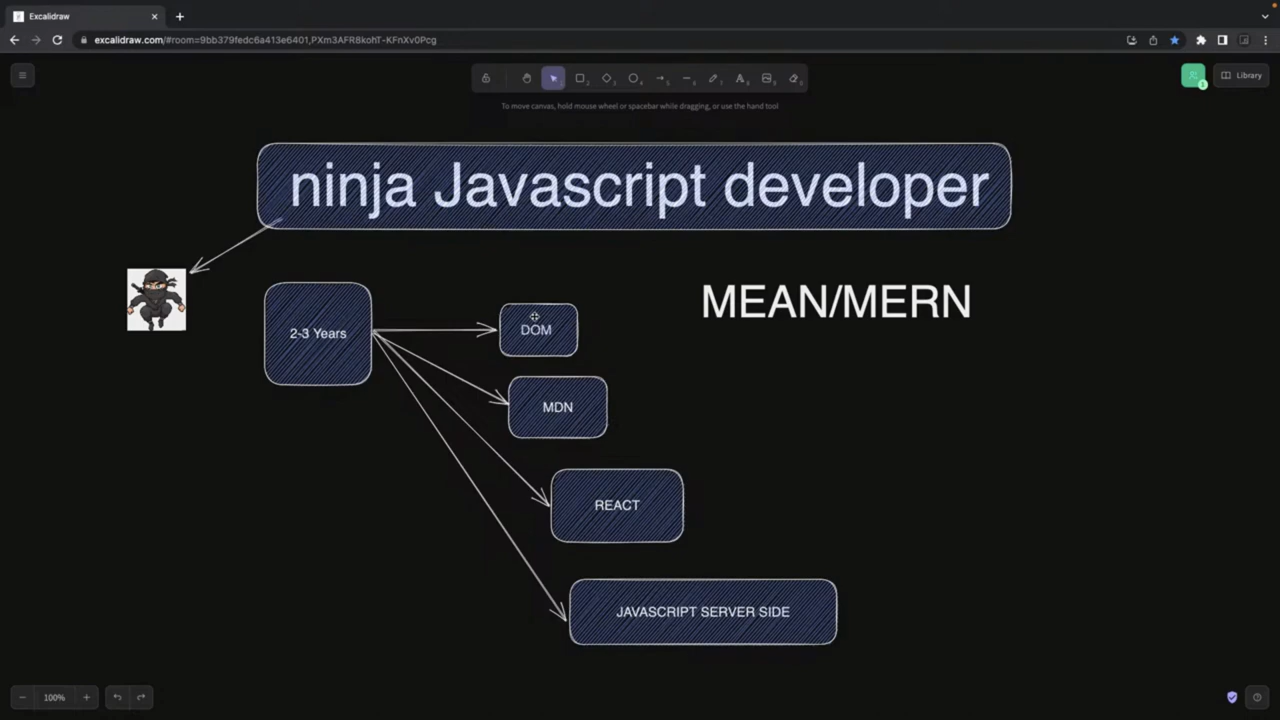 Excalidraw
excalidraw.com/#room=9bb379fedc6a413e6401,PXm3AFR8kohT-KFnXv0Pcg
Library
To move canvas, hold mouse wheel or spacebar while dragging, or use the hand tool
ninja Javascript developer
MEAN/MERN
2-3 Years
DOM
MDN
REACT
JAVASCRIPT SERVER SIDE
100%